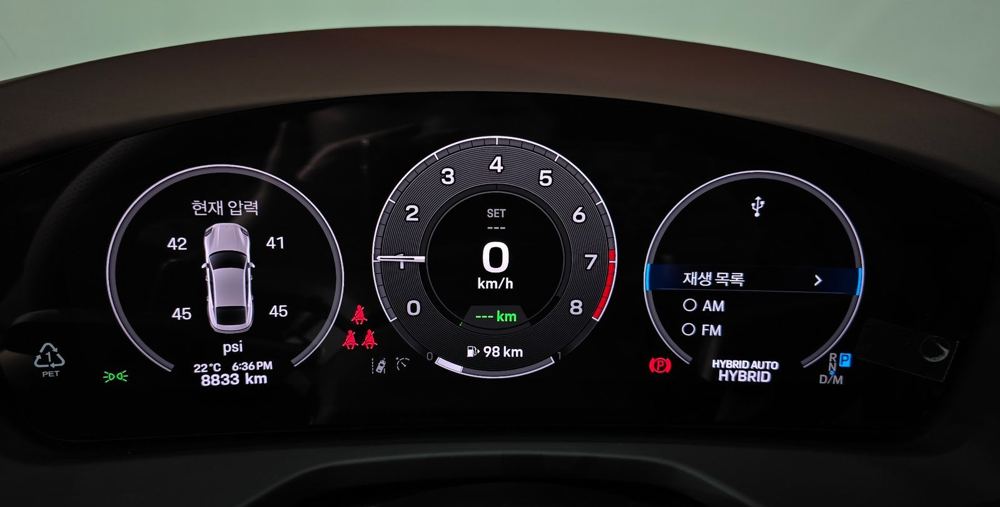 현재 압력
42 41
45 45
psi
22°C 6:36PM
8833 km
1
PET
0 1 2 3 4 5 6 7 8
SET
---
0
km/h
--- km
98 km
0 1
재생 목록
AM
FM
HYBRID AUTO
HYBRID
P
R
N
D/M
P